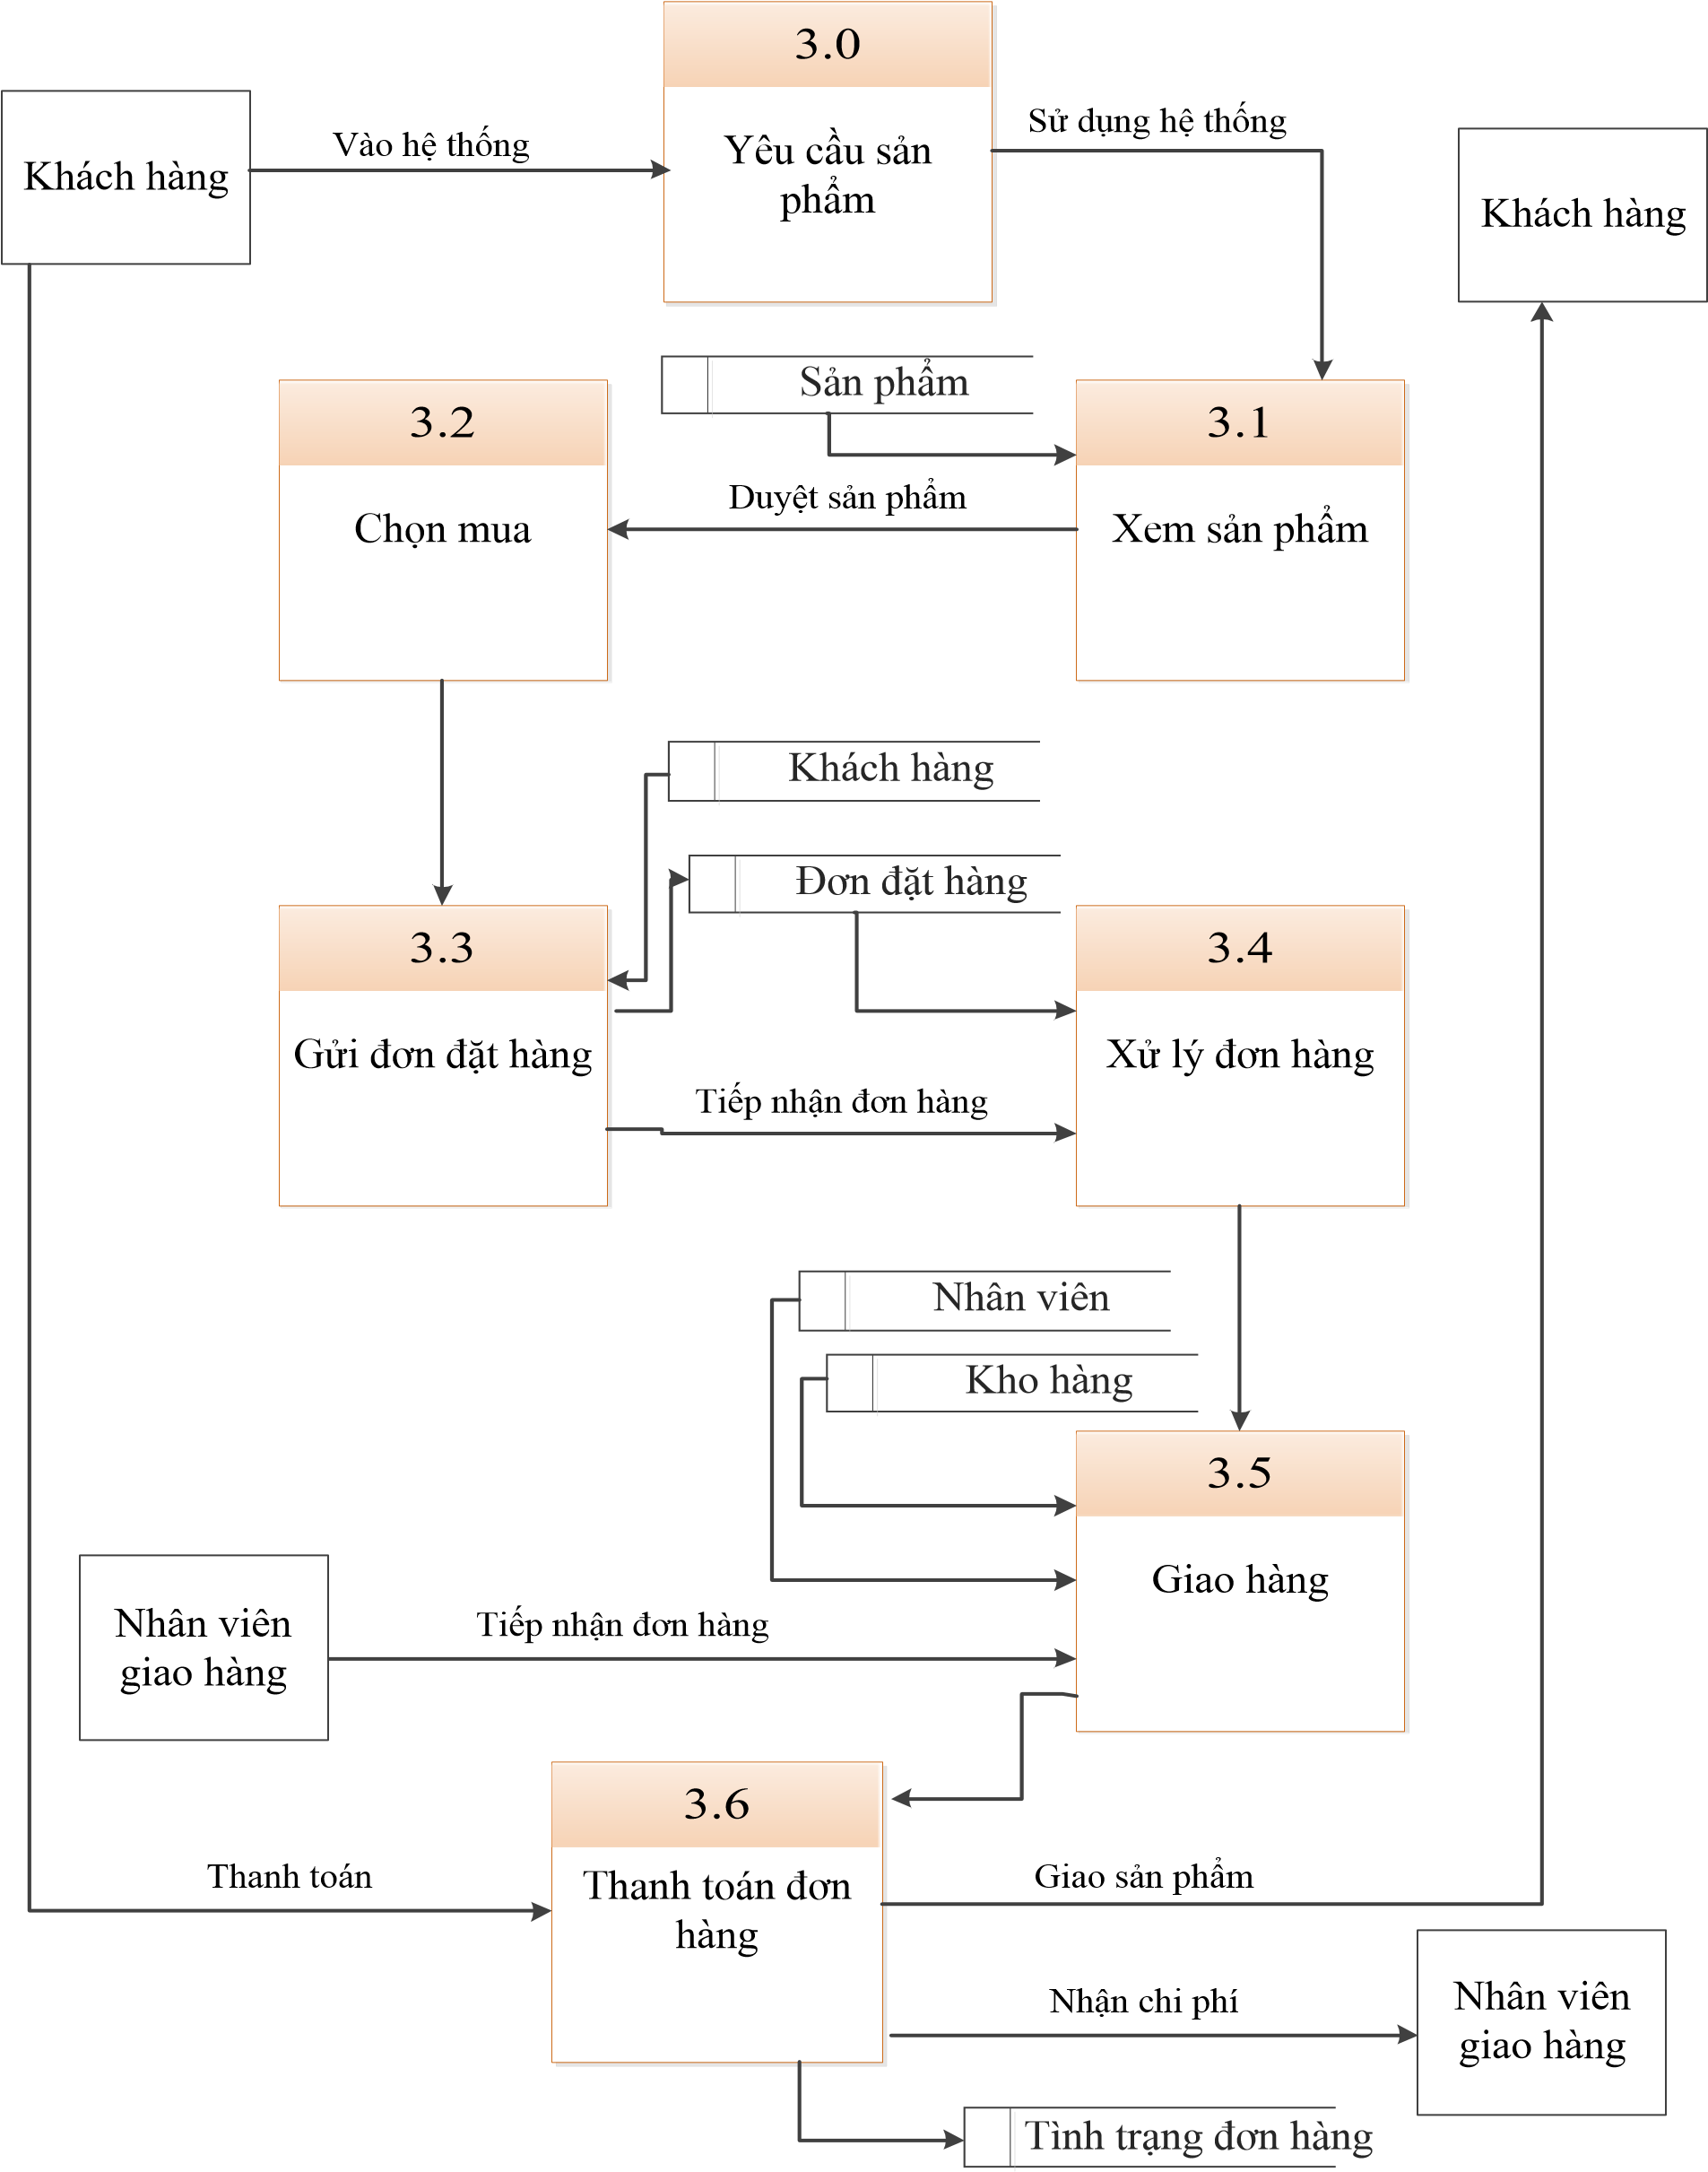 3.0
Khách hàng
Vào hệ thống
Yêu cầu sản
phẩm
Sử dụng hệ thống
Khách hàng
Sản phẩm
3.2
Chọn mua
Duyệt sản phẩm
3.1
Xem sản phẩm
Khách hàng
Đơn đặt hàng
3.3
Gửi đơn đặt hàng
3.4
Xử lý đơn hàng
Tiếp nhận đơn hàng
Nhân viên
Kho hàng
3.5
Giao hàng
Nhân viên
giao hàng
Tiếp nhận đơn hàng
3.6
Thanh toán đơn
hàng
Thanh toán
Giao sản phẩm
Nhận chi phí
Nhân viên
giao hàng
Tình trạng đơn hàng